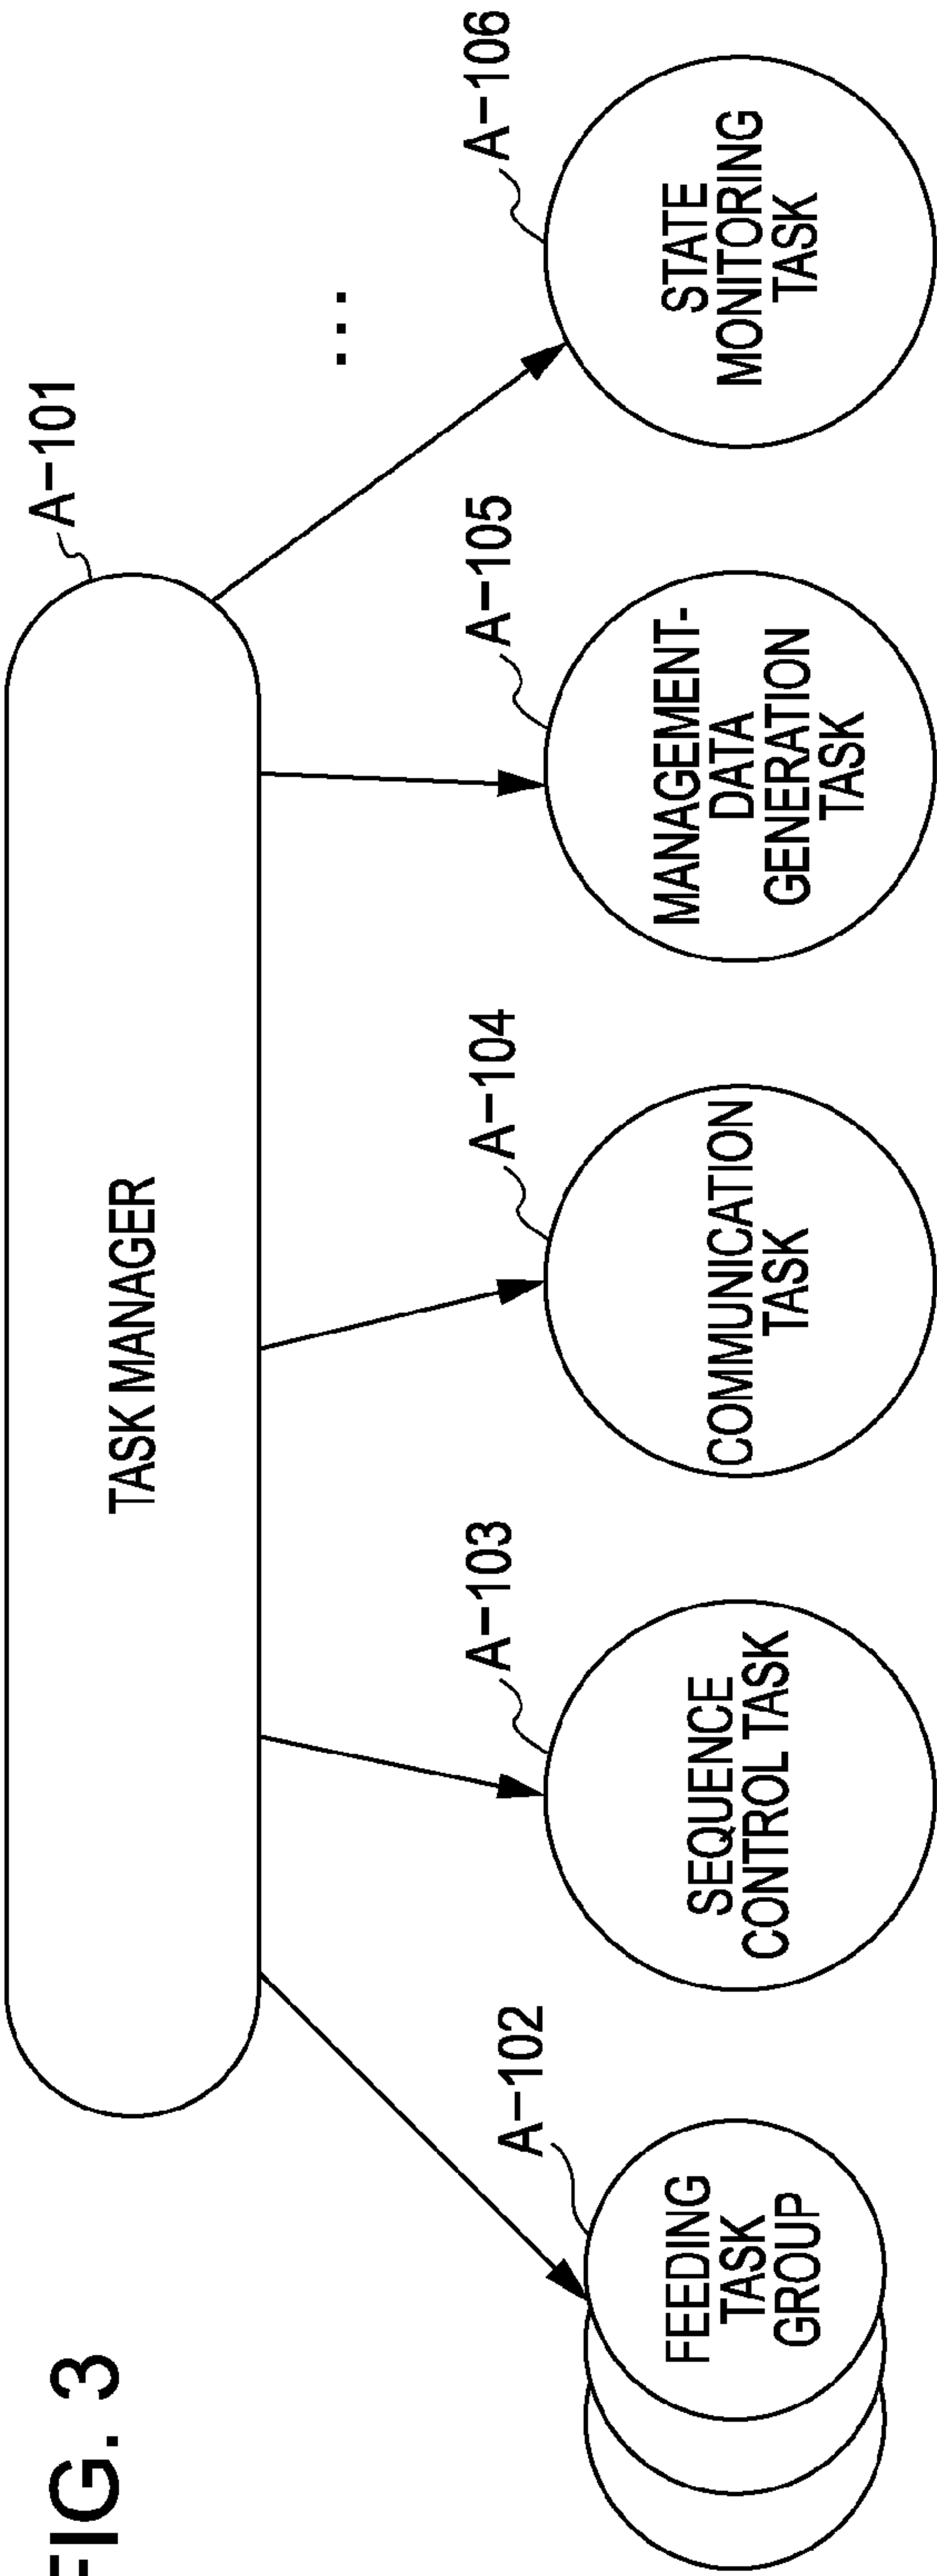 FIG. 3
TASK MANAGER
A-101
A-102
FEEDING
TASK
GROUP
A-103
SEQUENCE
CONTROL TASK
A-104
COMMUNICATION
TASK
A-105
MANAGEMENT-
DATA
GENERATION
TASK
...
A-106
STATE
MONITORING
TASK